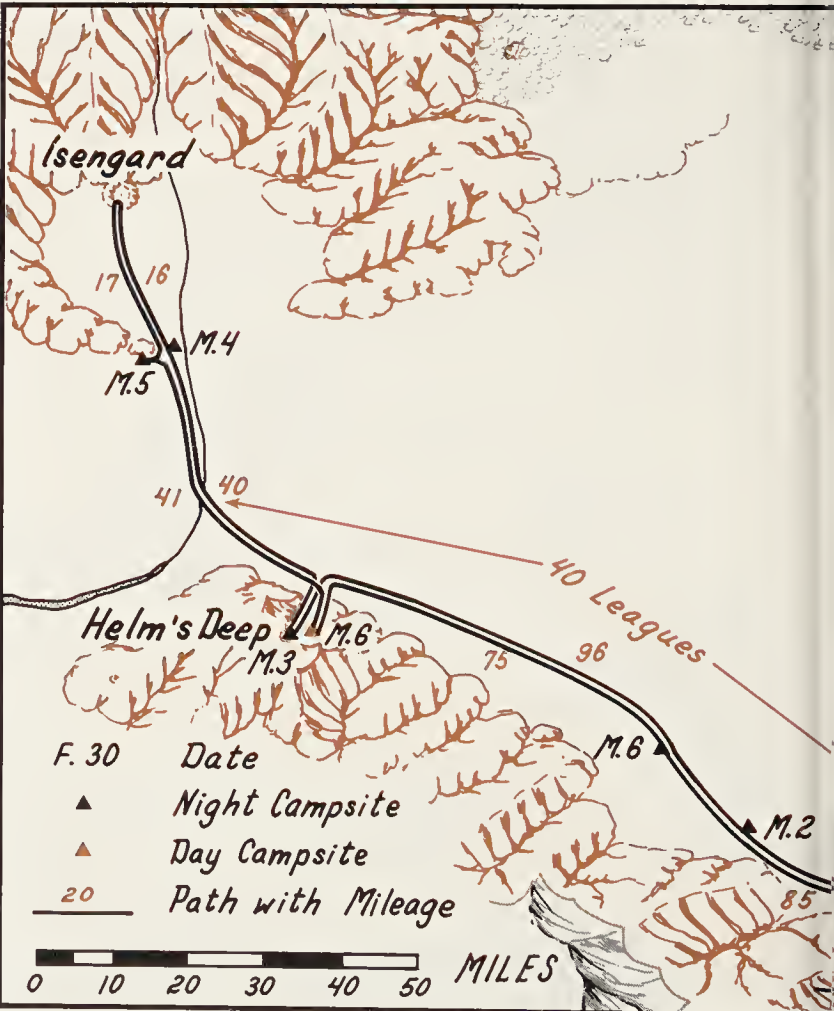 Isengard
17 16
M.4
M.5
41 40
40 Leagues
Helm's Deep
M.6
M.3
75 96
M.6
M.2
85
F. 30 Date
Night Campsite
Day Campsite
20 Path with Mileage
0 10 20 30 40 50 MILES